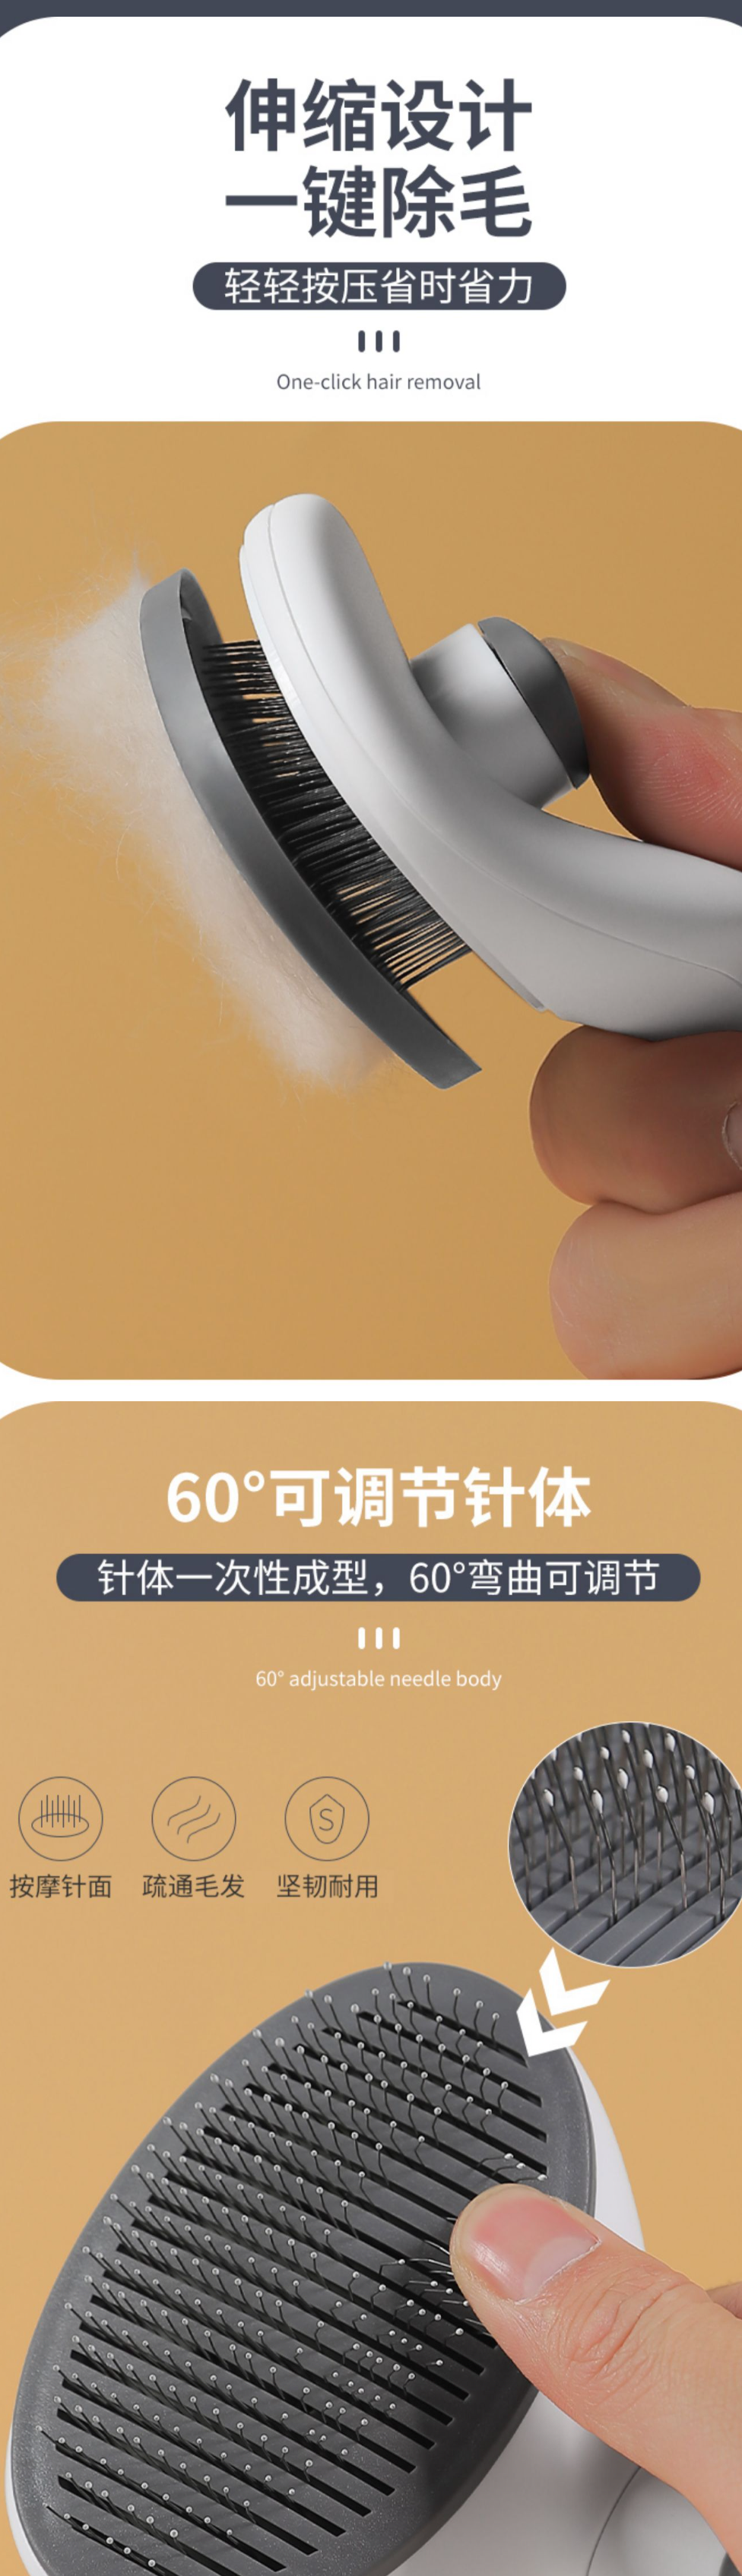 伸缩设计
一键除毛
轻轻按压省时省力
One-click hair removal
60°可调节针体
针体一次性成型，60°弯曲可调节
60° adjustable needle body
按摩针面
疏通毛发
坚韧耐用